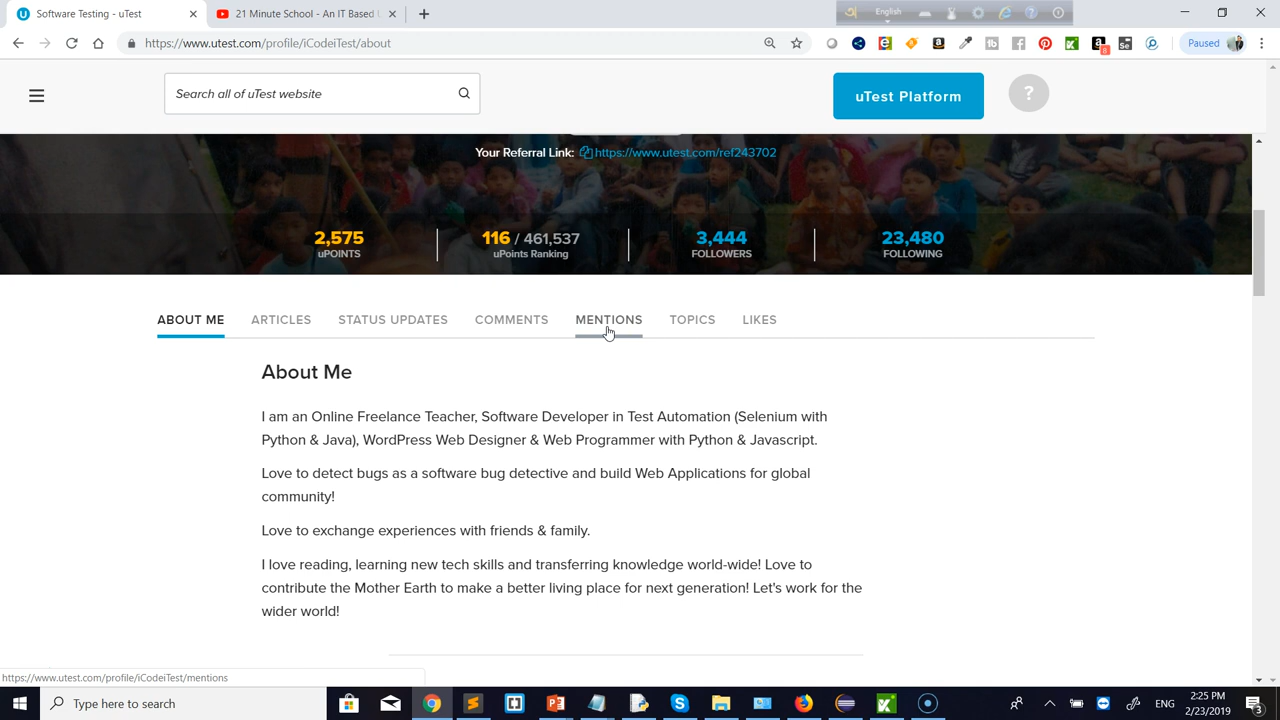 Software Testing - uTest
21 Minute School - An IT Based
English
https://www.utest.com/profile/iCodeiTest/about
Paused
8
Se
Search all of uTest website
uTest Platform
?
Your Referral Link: https://www.utest.com/ref243702
2,575 116 / 461,537 3,444 23,480
uPOINTS uPoints Ranking FOLLOWERS FOLLOWING
ABOUT ME ARTICLES STATUS UPDATES COMMENTS MENTIONS TOPICS LIKES
About Me
I am an Online Freelance Teacher, Software Developer in Test Automation (Selenium with
Python & Java), WordPress Web Designer & Web Programmer with Python & Javascript.
Love to detect bugs as a software bug detective and build Web Applications for global
community!
Love to exchange experiences with friends & family.
I love reading, learning new tech skills and transferring knowledge world-wide! Love to
contribute the Mother Earth to make a better living place for next generation! Let's work for the
wider world!
https://www.utest.com/profile/iCodeiTest/mentions
Type here to search
ENG
2:25 PM
2/23/2019
3